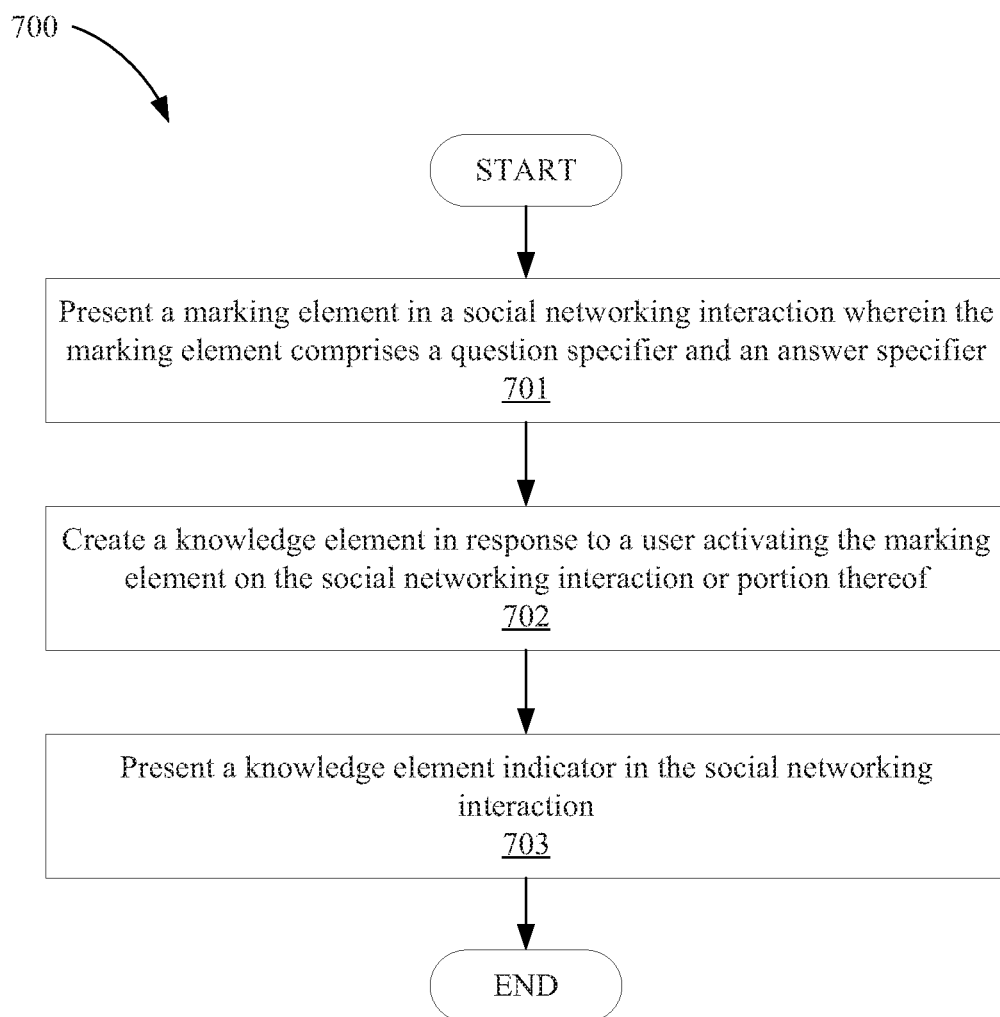 700
START
Present a marking element in a social networking interaction wherein the
marking element comprises a question specifier and an answer specifier
701
Create a knowledge element in response to a user activating the marking
element on the social networking interaction or portion thereof
702
Present a knowledge element indicator in the social networking
interaction
703
END